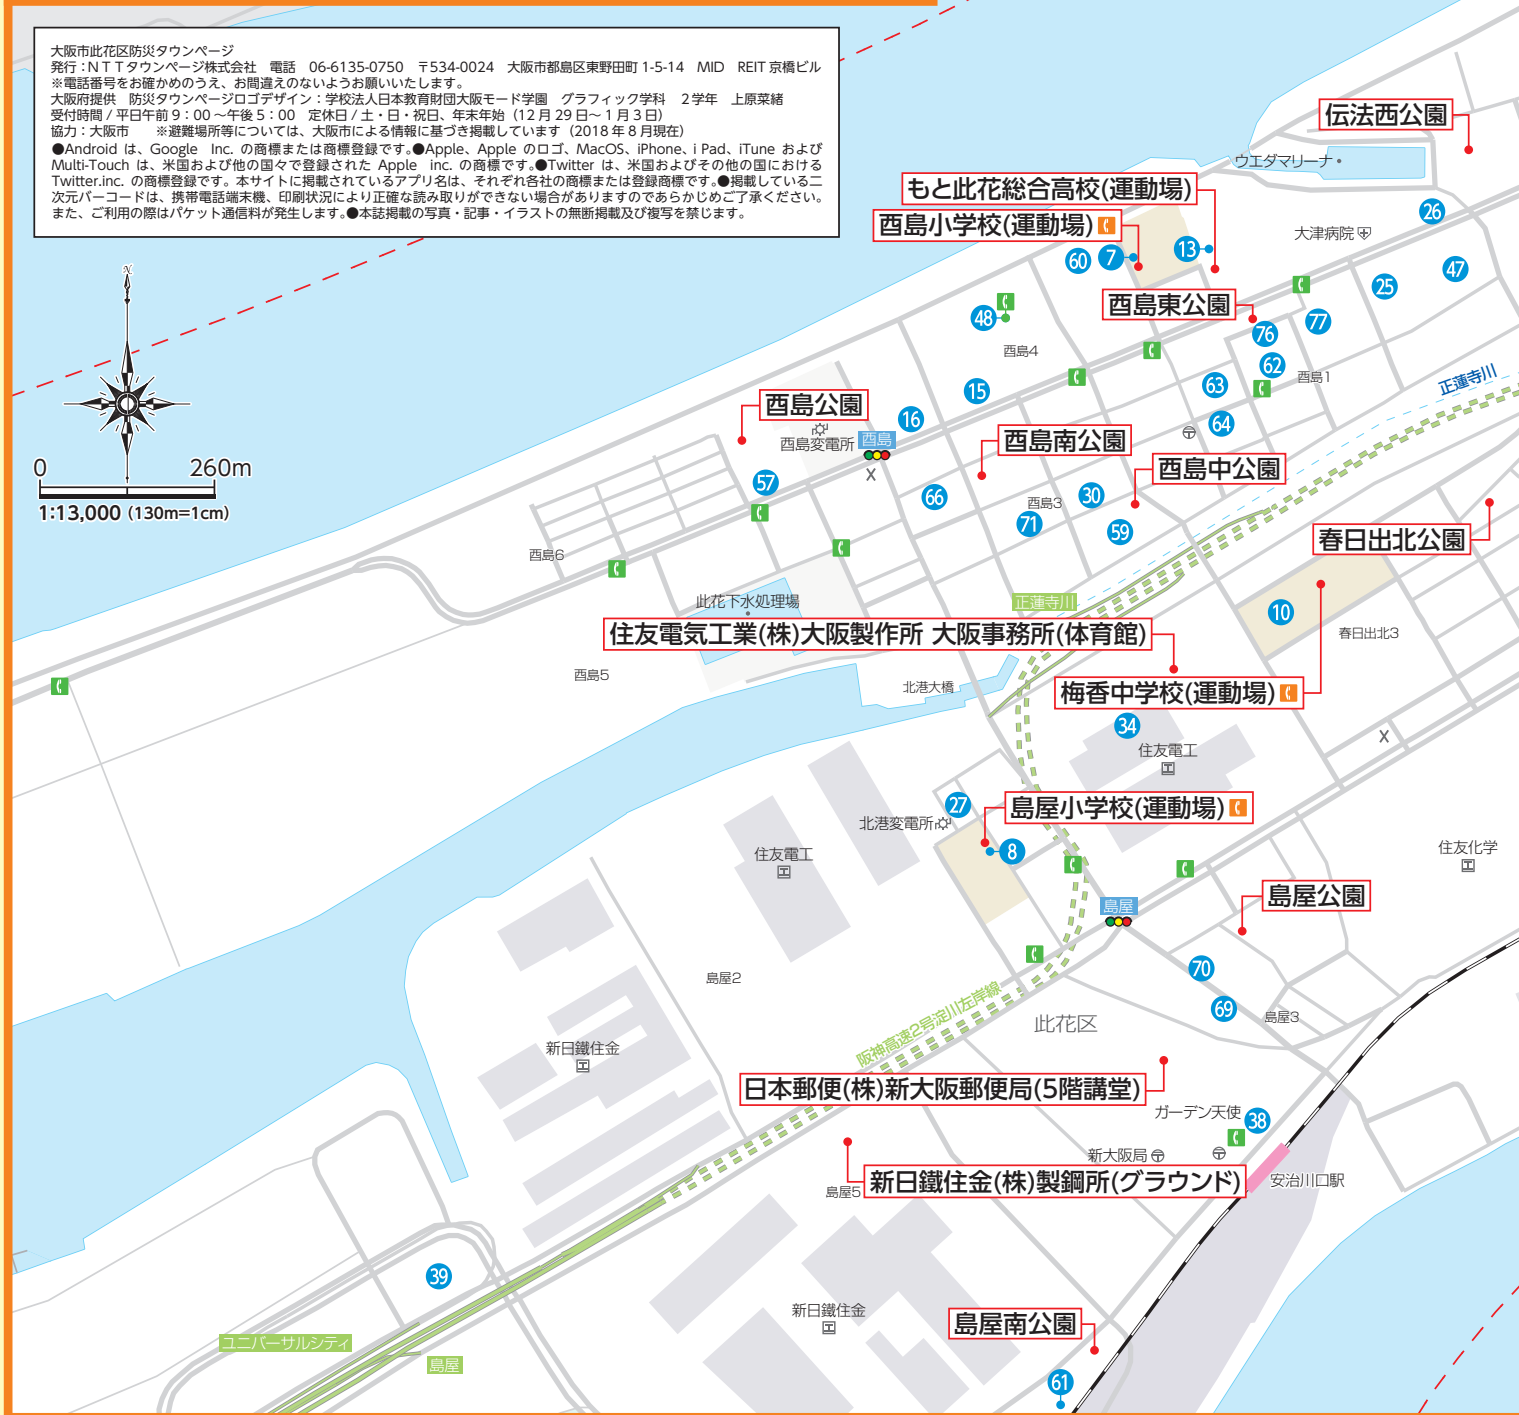 大阪市此花区防災タウンページ
発行：ＮＴＴタウンページ株式会社　電話　06-6135-0750　〒534-0024　大阪市都島区東野田町 1-5-14　MID　REIT 京橋ビル
※電話番号をお確かめのうえ、お間違えのないようお願いいたします。
大阪府提供　防災タウンページロゴデザイン：学校法人日本教育財団大阪モード学園　グラフィック学科　２学年　上原菜緒
受付時間 / 平日午前 9：00 ～午後 5：00　定休日 / 土・日・祝日、年末年始（12 月 29 日～ 1 月 3 日）
協力：大阪市　　※避難場所等については、大阪市による情報に基づき掲載しています（2018 年 8 月現在）
●Android は、Google　Inc. の商標または商標登録です。●Apple、Apple のロゴ、MacOS、iPhone、i Pad、iTune および
Multi-Touch は、米国および他の国々で登録された Apple　inc. の商標です。●Twitter は、米国およびその他の国における
Twitter.inc. の商標登録です。本サイトに掲載されているアプリ名は、それぞれ各社の商標または登録商標です。●掲載している二
次元バーコードは、携帯電話端末機、印刷状況により正確な読み取りができない場合がありますのであらかじめご了承ください。
また、ご利用の際はパケット通信料が発生します。●本誌掲載の写真・記事・イラストの無断掲載及び複写を禁じます。
伝法西公園
ウエダマリーナ
もと此花総合高校(運動場)
酉島小学校(運動場)
26
大津病院
13
60
7
47
25
N
酉島東公園
48
77
76
酉島4
62
酉島1
正蓮寺川
63
15
酉島公園
16
64
酉島変電所
酉島
酉島南公園
0
260m
酉島中公園
57
66
30
酉島3
1:13,000 (130m=1cm)
71
59
春日出北公園
酉島6
此花下水処理場
正蓮寺川
10
住友電気工業(株)大阪製作所 大阪事務所(体育館)
春日出北3
酉島5
北港大橋
梅香中学校(運動場)
34
住友電工
27
島屋小学校(運動場)
北港変電所
8
住友電工
住友化学
島屋公園
島屋
70
島屋2
阪神高速2号淀川左岸線
69
島屋3
此花区
新日鐵住金
日本郵便(株)新大阪郵便局(5階講堂)
ガーデン天使
38
新大阪局
新日鐵住金(株)製鋼所(グラウンド)
安治川口駅
島屋5
39
新日鐵住金
島屋南公園
ユニバーサルシティ
島屋
61